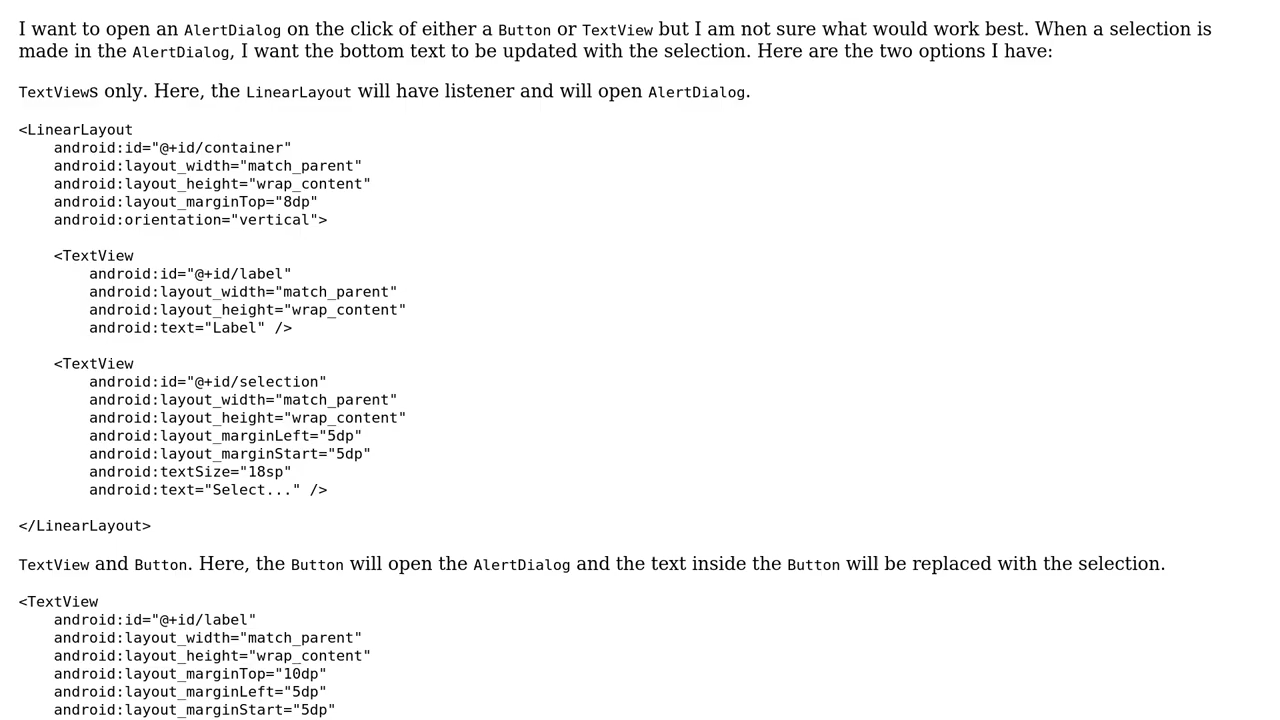 I want to open an AlertDialog on the click of either a Button or TextView but I am not sure what would work best. When a selection is
made in the AlertDialog, I want the bottom text to be updated with the selection. Here are the two options I have:
TextViews only. Here, the LinearLayout will have listener and will open AlertDialog.
<LinearLayout
    android:id="@+id/container"
    android:layout_width="match_parent"
    android:layout_height="wrap_content"
    android:layout_marginTop="8dp"
    android:orientation="vertical">
    <TextView
        android:id="@+id/label"
        android:layout_width="match_parent"
        android:layout_height="wrap_content"
        android:text="Label" />
    <TextView
        android:id="@+id/selection"
        android:layout_width="match_parent"
        android:layout_height="wrap_content"
        android:layout_marginLeft="5dp"
        android:layout_marginStart="5dp"
        android:textSize="18sp"
        android:text="Select..." />
</LinearLayout>
TextView and Button. Here, the Button will open the AlertDialog and the text inside the Button will be replaced with the selection.
<TextView
    android:id="@+id/label"
    android:layout_width="match_parent"
    android:layout_height="wrap_content"
    android:layout_marginTop="10dp"
    android:layout_marginLeft="5dp"
    android:layout_marginStart="5dp"